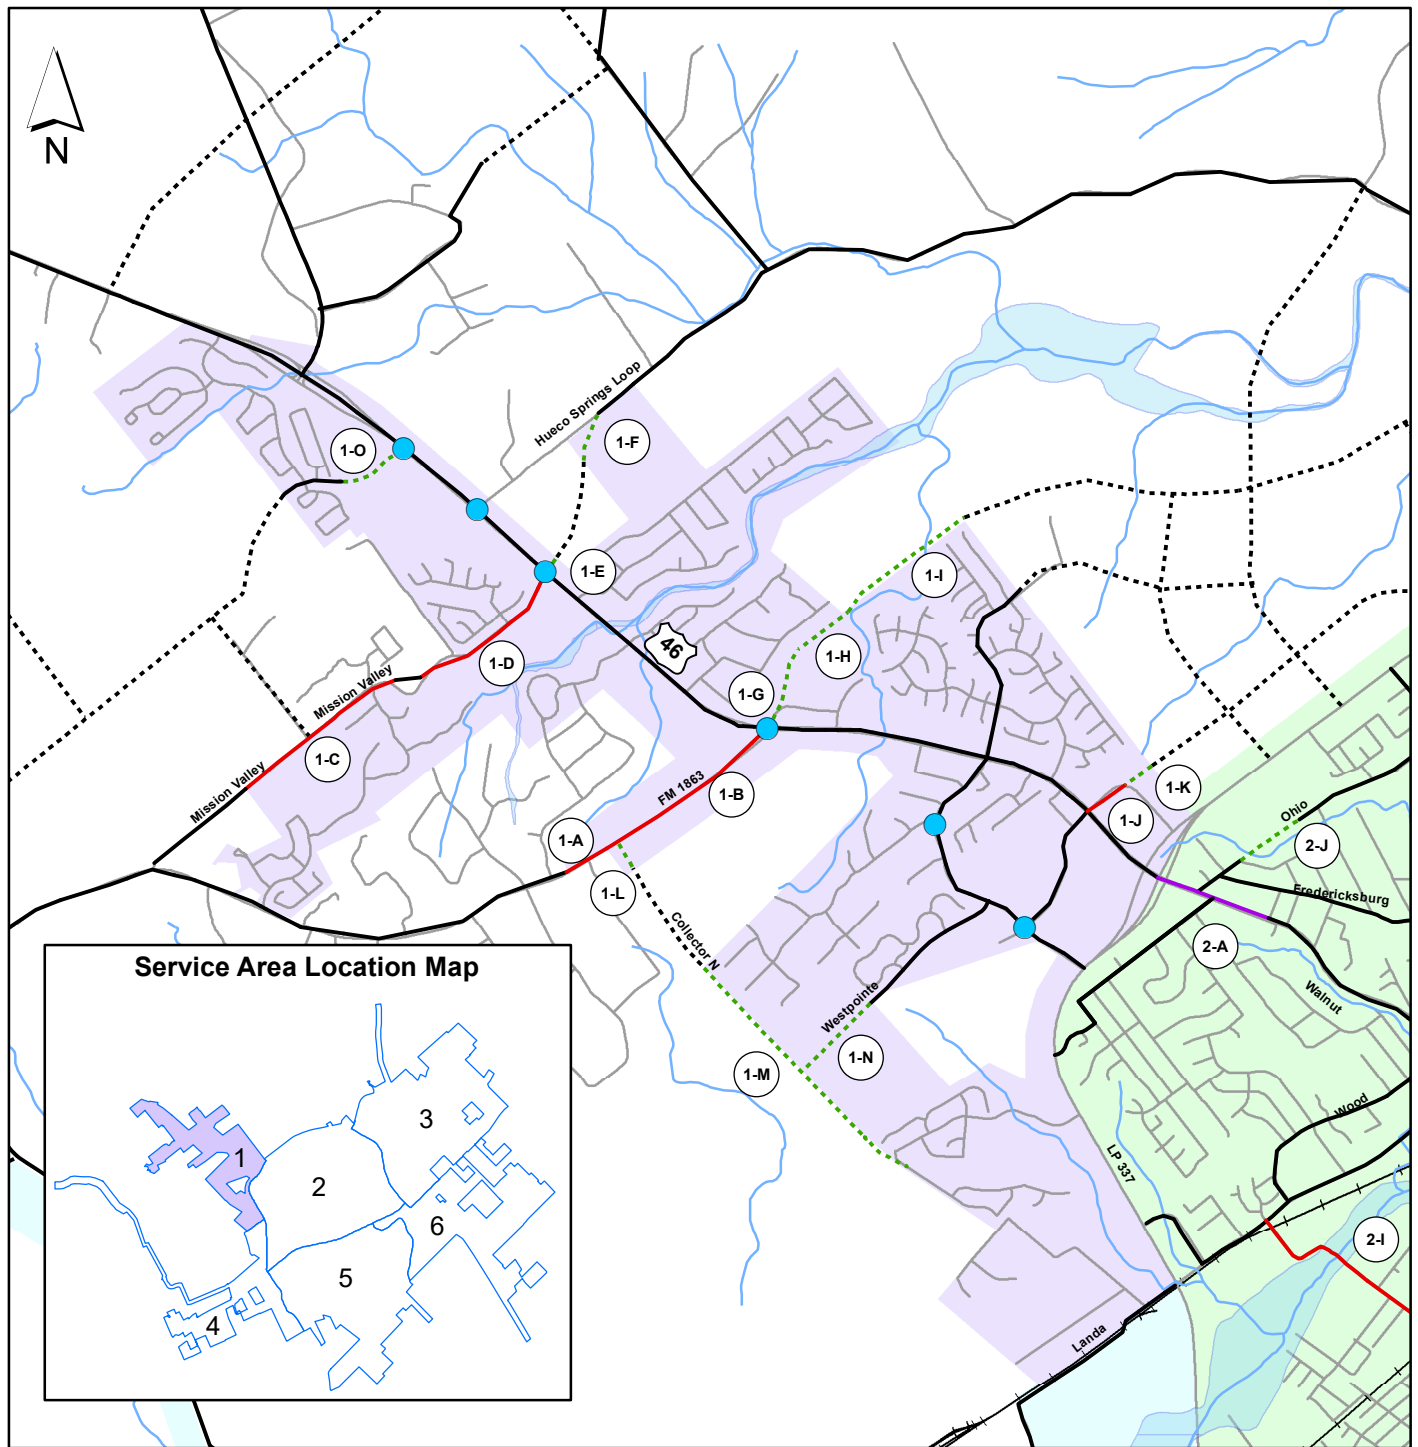 N
Hueco Springs Loop
1-O
1-F
1-E
1-I
46
1-H
1-D
1-G
Mission Valley
1-C
Mission Valley
FM 1863
1-B
1-K
1-J
Ohio
2-J
1-A
1-L
Fredericksburg
Collector N
2-A
Walnut
Westpointe
1-N
1-M
Wood
LP 337
2-I
Landa
Service Area Location Map
3
1
2
6
5
4